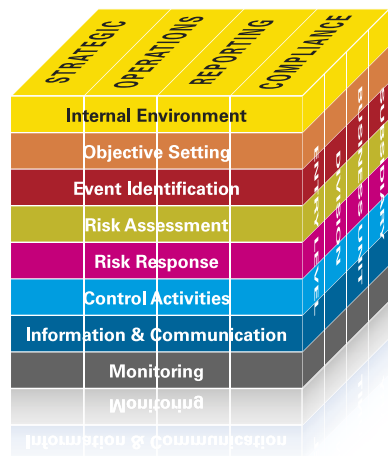 STRATEGIC
OPERATIONS
REPORTING
COMPLIANCE
Internal Environment
Objective Setting
Event Identification
Risk Assessment
Risk Response
Control Activities
Information & Communication
Monitoring
LEVEL
DIVISION
BUSINESS UNIT
SUBSIDIARY